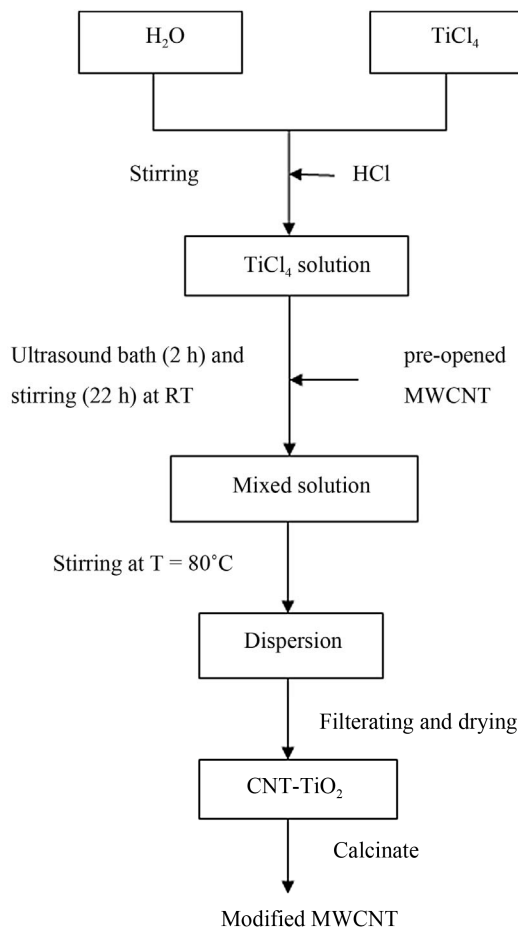 H₂O
TiCl₄
Stirring
HCl
TiCl₄ solution
Ultrasound bath (2 h) and
stirring (22 h) at RT
pre-opened
MWCNT
Mixed solution
Stirring at T = 80˚C
Dispersion
Filterating and drying
CNT-TiO₂
Calcinate
Modified MWCNT